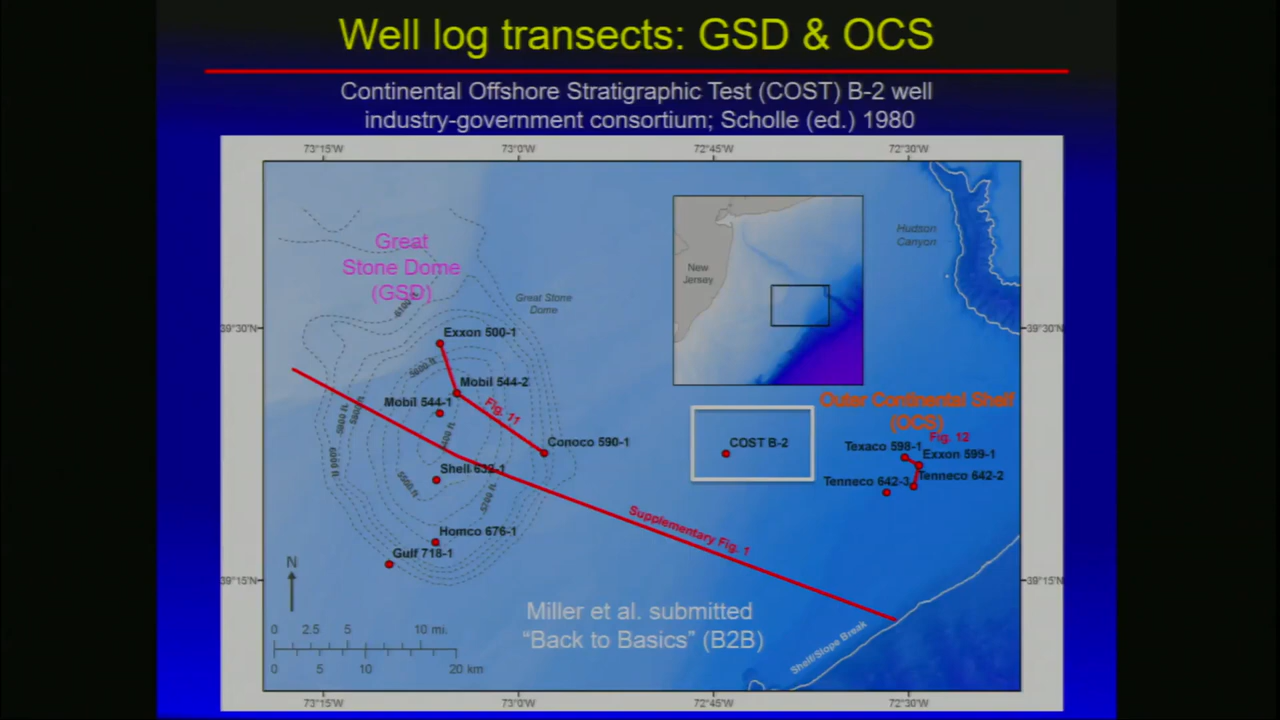 Well log transects: GSD & OCS
Continental Offshore Stratigraphic Test (COST) B-2 well
industry-government consortium; Scholle (ed.) 1980
73°15'W
73°0'W
72°45'W
72°30'W
Hudson
Canyon
Great
Stone Dome
(GSD)
New
Jersey
6100 ft
Great Stone
Dome
39°30'N
39°30'N
Exxon 500-1
5600 ft.
Mobil 544-2
Mobil 544-1
Fig. 11
Outer Continental Shelf
(OCS)
Fig. 12
Conoco 590-1
COST B-2
Texaco 598-1
Exxon 599-1
Shell 632-1
Tenneco 642-3
Tenneco 642-2
5700 ft.
Supplementary Fig. 1
Homco 676-1
Gulf 718-1
N
39°15'N
39°15'N
Miller et al. submitted
“Back to Basics” (B2B)
Shelf/Slope Break
0 2.5 5 10 mi.
0 5 10 20 km
73°15'W
73°0'W
72°45'W
72°30'W